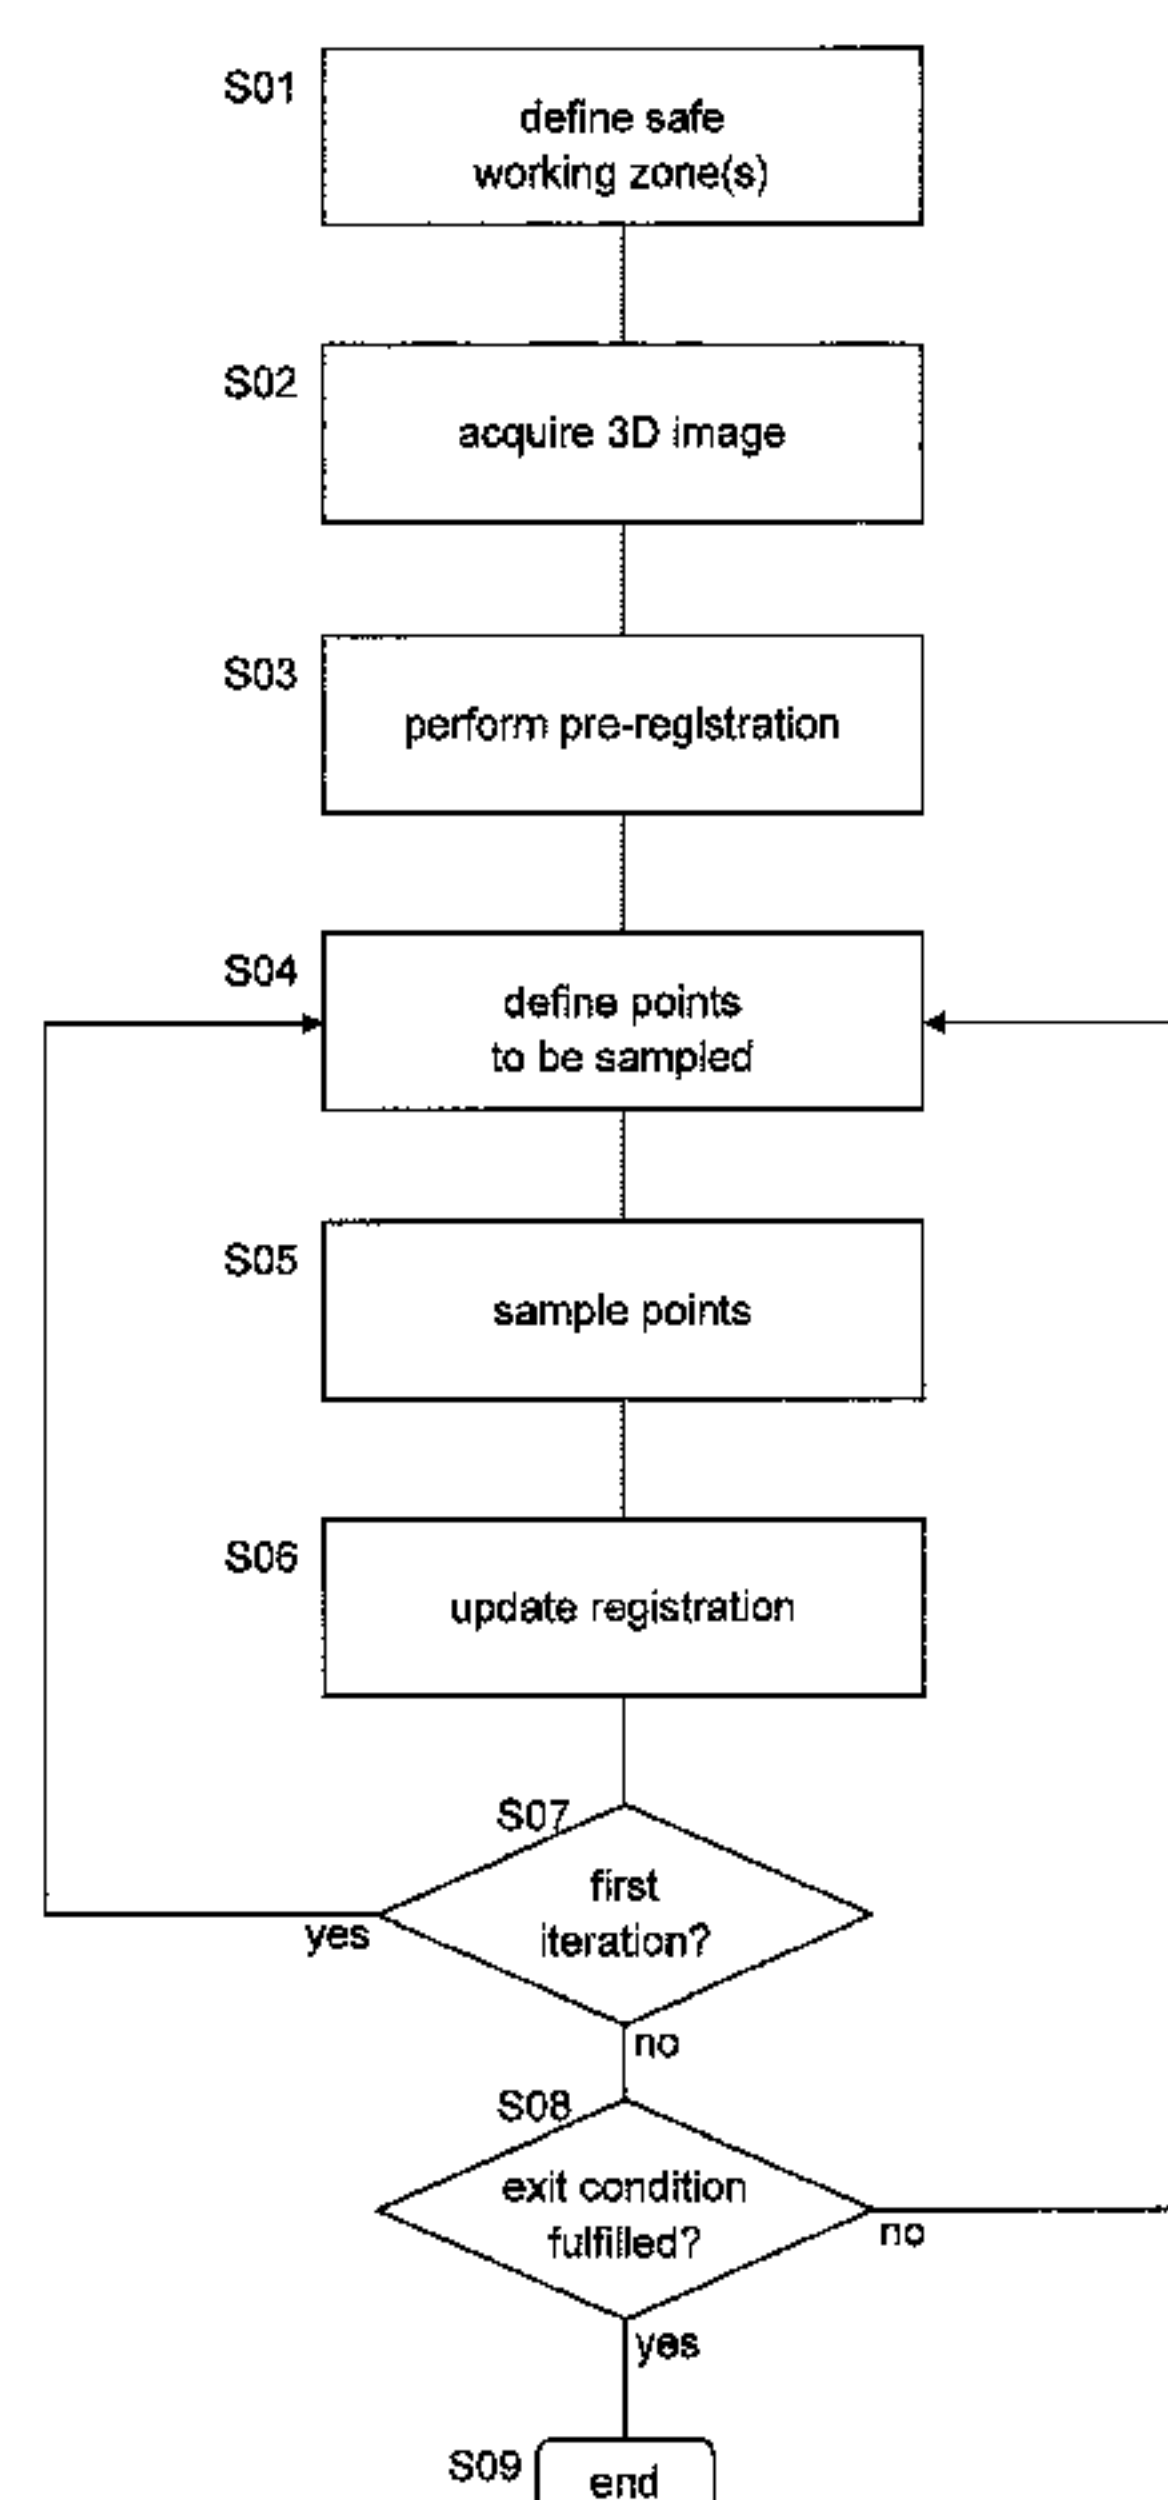 S01
define safe
working zone(s)
S02
acquire 3D image
S03
perform pre-registration
S04
define points
to be sampled
S05
sample points
S06
update registration
S07
first
iteration?
yes
no
S08
exit condition
fulfilled?
no
yes
S09
end